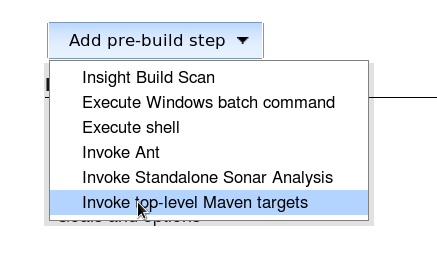 Add pre-build step
Insight Build Scan
Execute Windows batch command
Execute shell
Invoke Ant
Invoke Standalone Sonar Analysis
Invoke top-level Maven targets